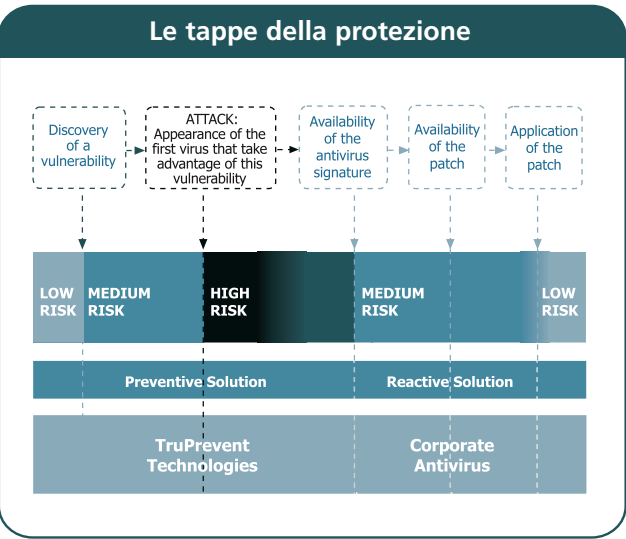 Le tappe della protezione
Discovery
of a
vulnerability
ATTACK:
Appearance of the
first virus that take
advantage of this
vulnerability
Availability
of the
antivirus
signature
Availability
of the
patch
Application
of the
patch
LOW
RISK
MEDIUM
RISK
HIGH
RISK
MEDIUM
RISK
LOW
RISK
Preventive Solution
Reactive Solution
TruPrevent
Technologies
Corporate
Antivirus